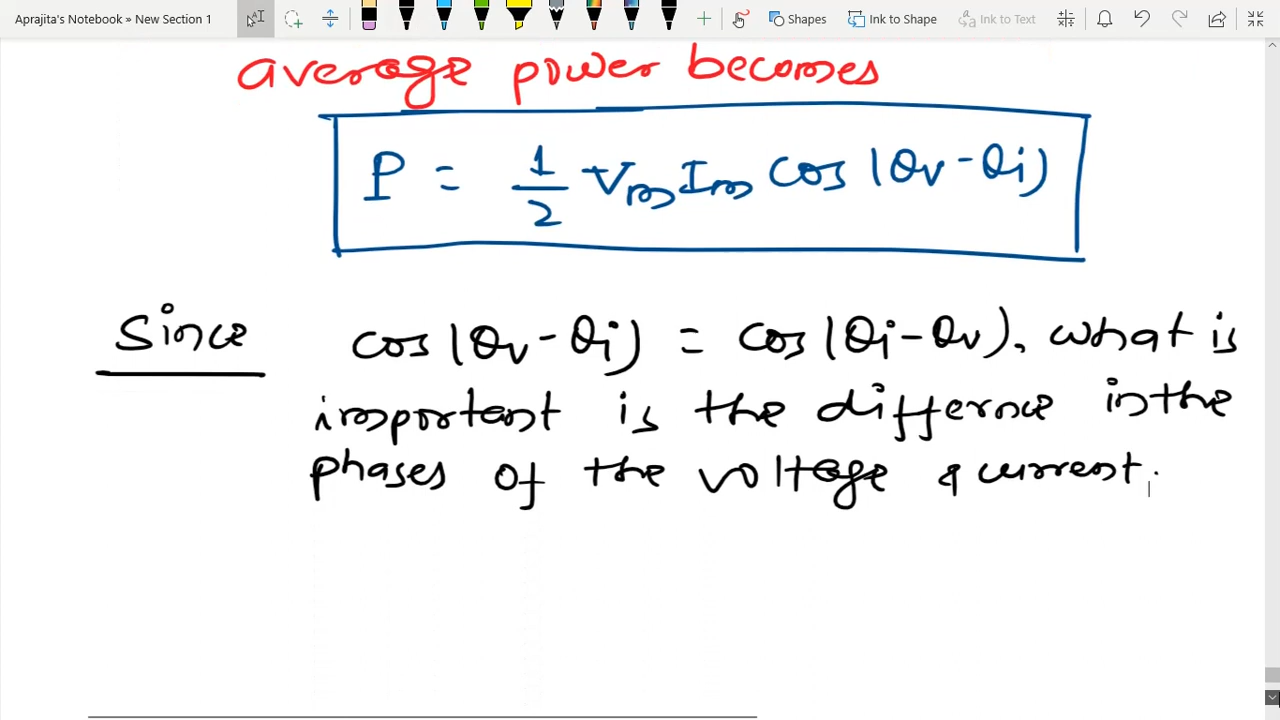 Aprajita's Notebook » New Section 1
Shapes
Ink to Shape
Ink to Text
average power becomes
P = 1/2 Vm Im cos(θv - θi)
Since cos(θv - θi) = cos(θi - θv), what is
important is the difference in the
phases of the voltage & current.